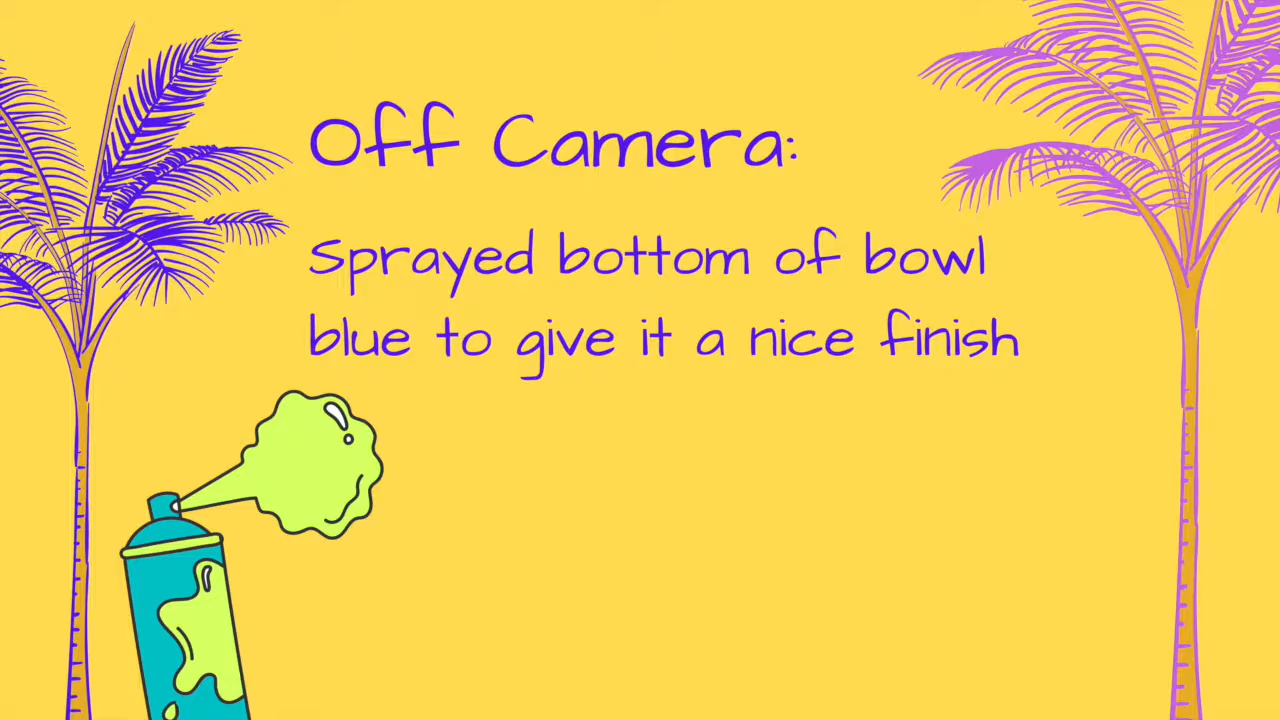 Off Camera:
Sprayed bottom of bowl
blue to give it a nice finish